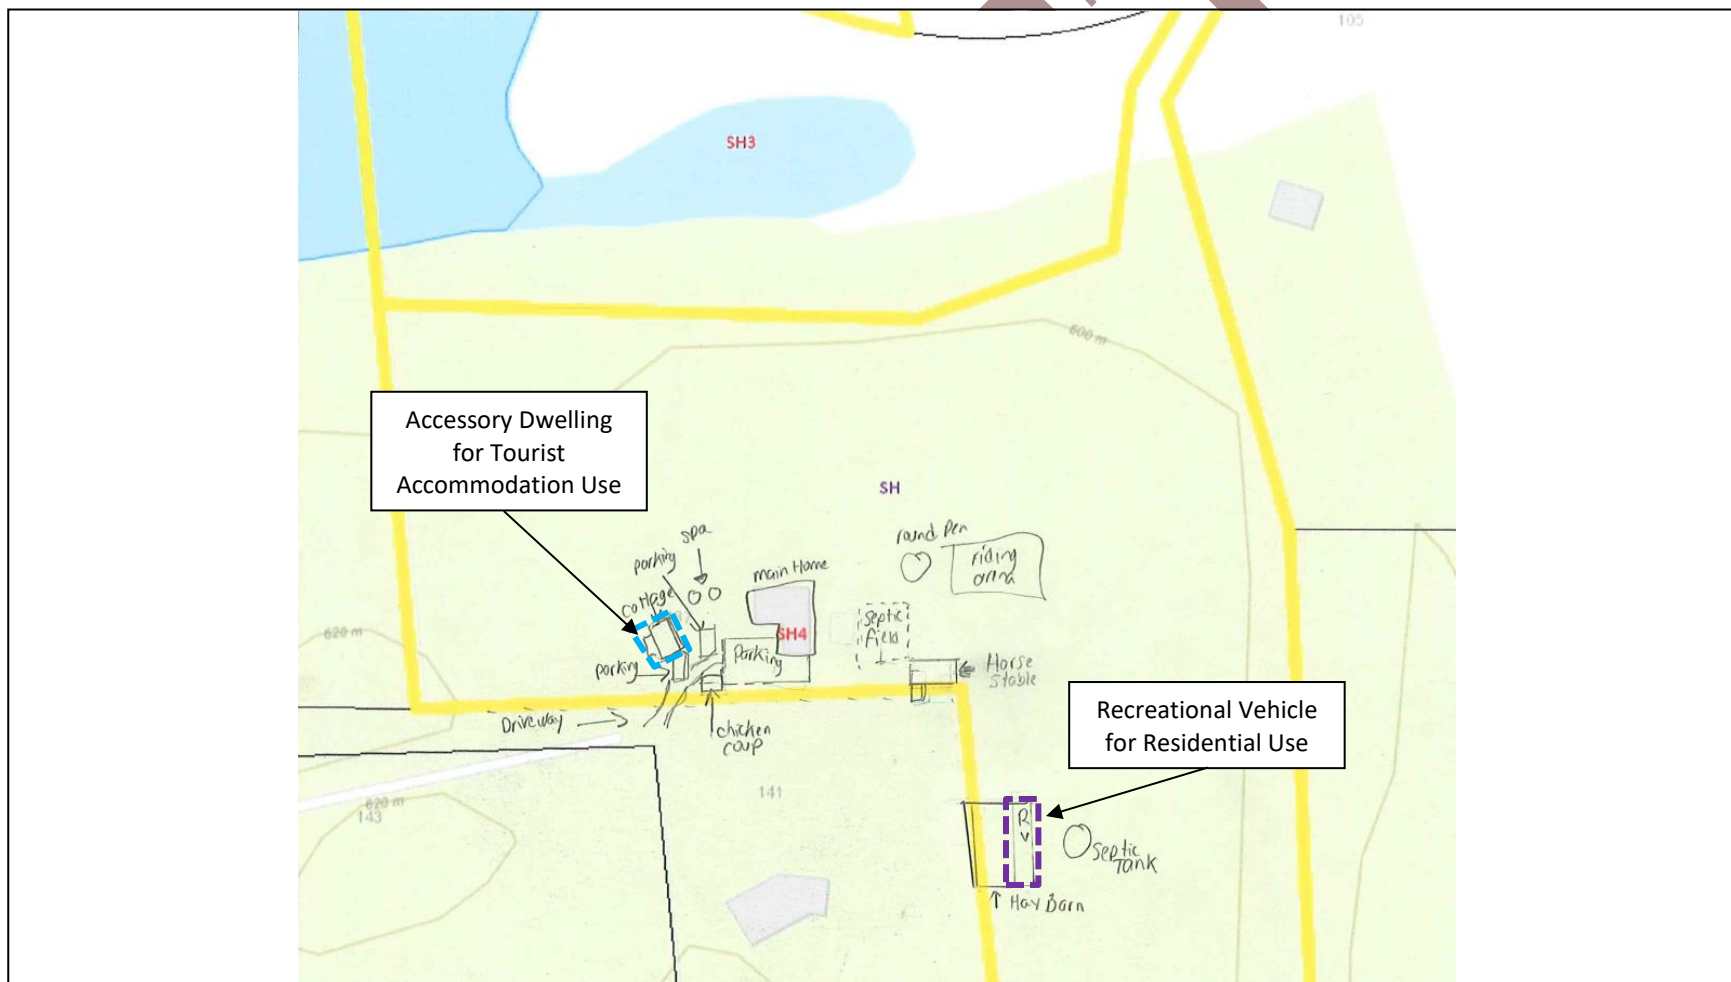 105
SH3
600 m
Accessory Dwelling
for Tourist
Accommodation Use
SH
spa
parking
round Pen
riding
arina
main Home
cottage
septic
field
620 m
SH4
Parking
parking
Horse
stable
Recreational Vehicle
for Residential Use
Driveway
chicken
coup
141
620 m
143
RV
septic
TANK
Hay Barn